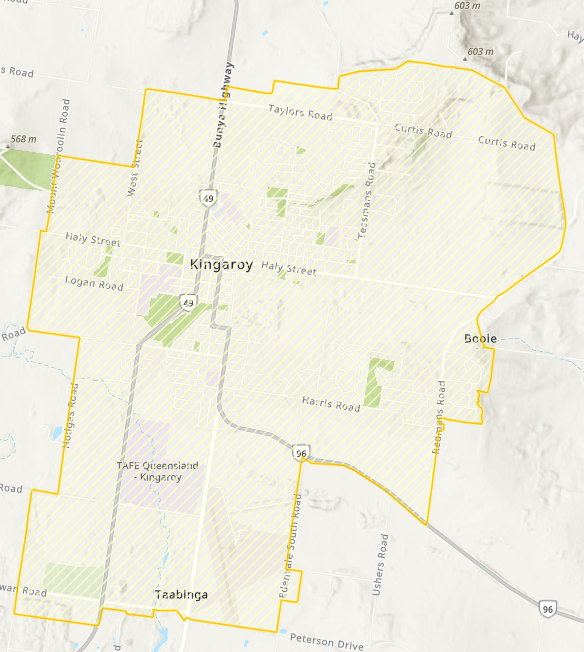 603 m
603 m
Hay
s Road
Bunya Highway
Taylors Road
Curtis Road
Curtis Road
568 m
Mount Wooroolin Road
West Street
Tessmans Road
49
Haly Street
Kingaroy
Haly Street
Logan Road
49
Road
Booie
Hodges Road
Harris Road
Redmans Road
96
TAFE Queensland
- Kingaroy
Road
Edenvale South Road
Ushers Road
wan Road
Taabinga
96
Peterson Drive
d